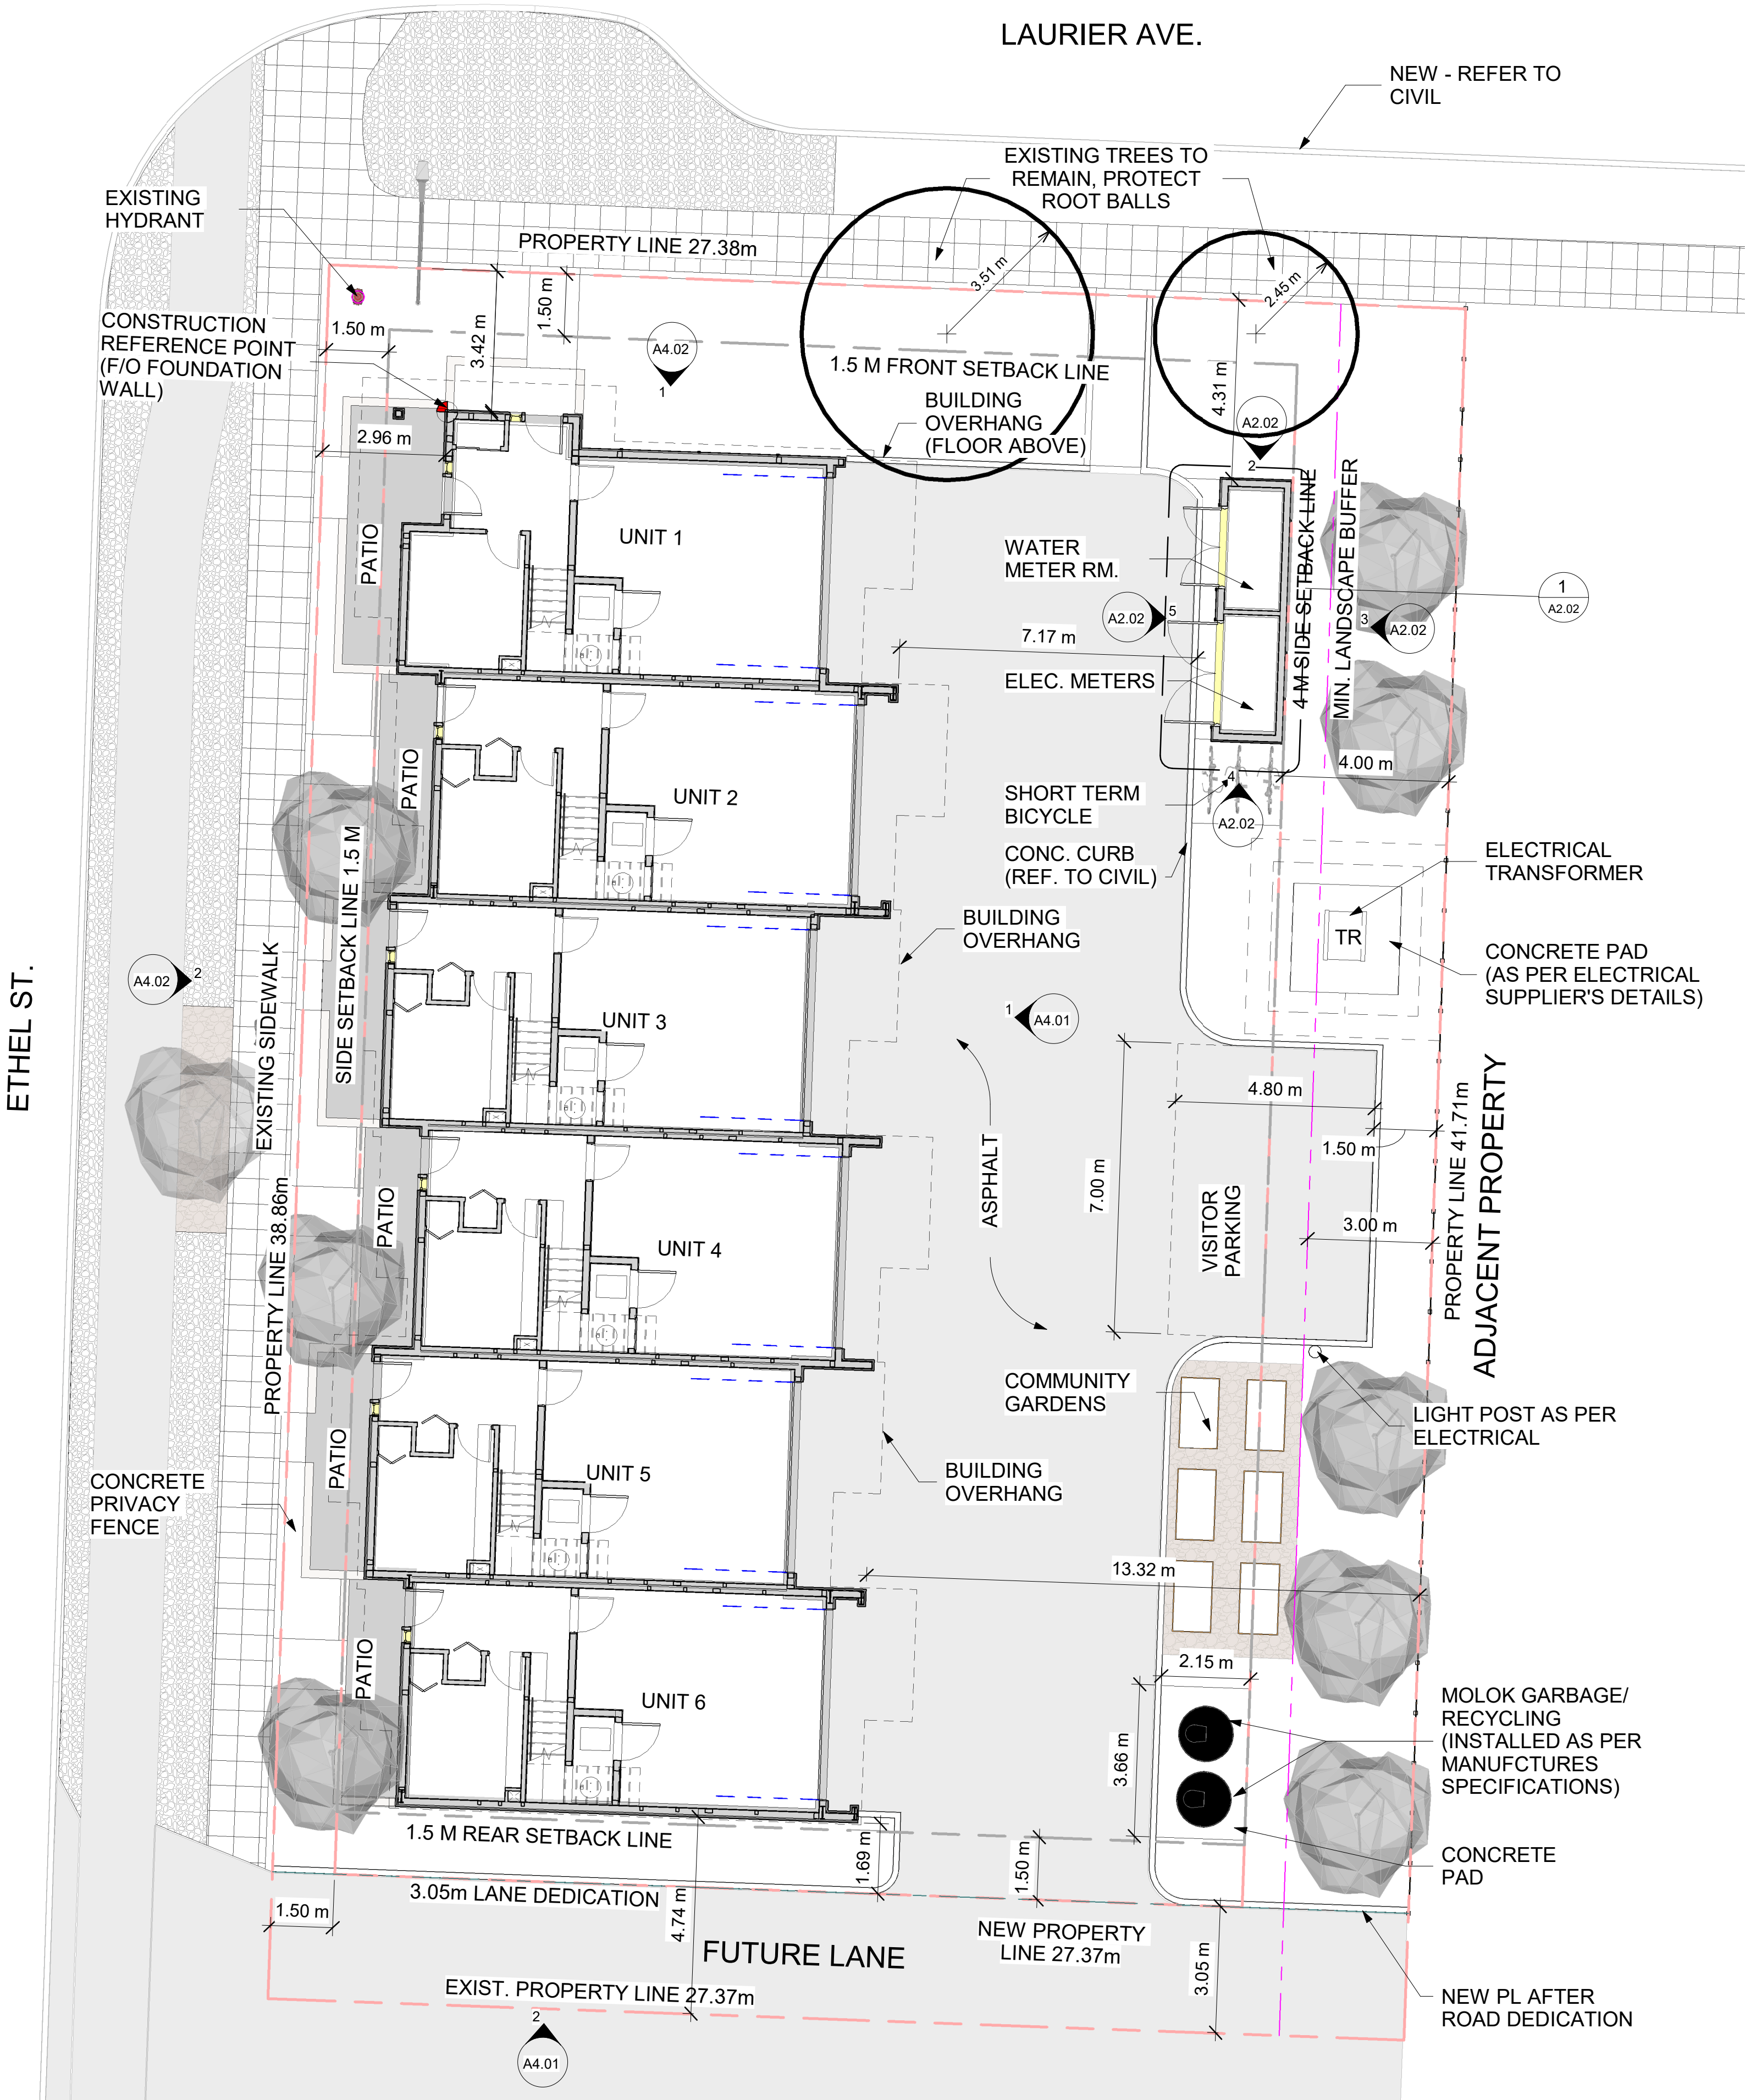 LAURIER AVE.
NEW - REFER TO
CIVIL
EXISTING TREES TO
REMAIN, PROTECT
ROOT BALLS
EXISTING
HYDRANT
PROPERTY LINE 27.38m
3.51 m
2.45 m
CONSTRUCTION
REFERENCE POINT
(F/O FOUNDATION
WALL)
1.50 m
3.42 m
1.50 m
A4.02
1
1.5 M FRONT SETBACK LINE
4.31 m
BUILDING
OVERHANG
(FLOOR ABOVE)
A2.02
2
2.96 m
PATIO
UNIT 1
WATER
METER RM.
4 M SIDE SETBACK LINE
MIN. LANDSCAPE BUFFER
1
A2.02
A2.02
5
3
A2.02
7.17 m
ELEC. METERS
PATIO
UNIT 2
4.00 m
SHORT TERM
BICYCLE
4
A2.02
CONC. CURB
(REF. TO CIVIL)
ELECTRICAL
TRANSFORMER
SIDE SETBACK LINE 1.5 M
BUILDING
OVERHANG
TR
CONCRETE PAD
(AS PER ELECTRICAL
SUPPLIER'S DETAILS)
ETHEL ST.
A4.02
2
EXISTING SIDEWALK
UNIT 3
1
A4.01
4.80 m
1.50 m
PROPERTY LINE 41.71m
ADJACENT PROPERTY
ASPHALT
7.00 m
VISITOR
PARKING
3.00 m
PROPERTY LINE 38.86m
PATIO
UNIT 4
COMMUNITY
GARDENS
LIGHT POST AS PER
ELECTRICAL
PATIO
UNIT 5
BUILDING
OVERHANG
CONCRETE
PRIVACY
FENCE
13.32 m
PATIO
UNIT 6
2.15 m
3.66 m
MOLOK GARBAGE/
RECYCLING
(INSTALLED AS PER
MANUFCTURES
SPECIFICATIONS)
1.5 M REAR SETBACK LINE
1.69 m
1.50 m
CONCRETE
PAD
3.05m LANE DEDICATION
1.50 m
4.74 m
NEW PROPERTY
LINE 27.37m
FUTURE LANE
3.05 m
EXIST. PROPERTY LINE 27.37m
NEW PL AFTER
ROAD DEDICATION
2
A4.01